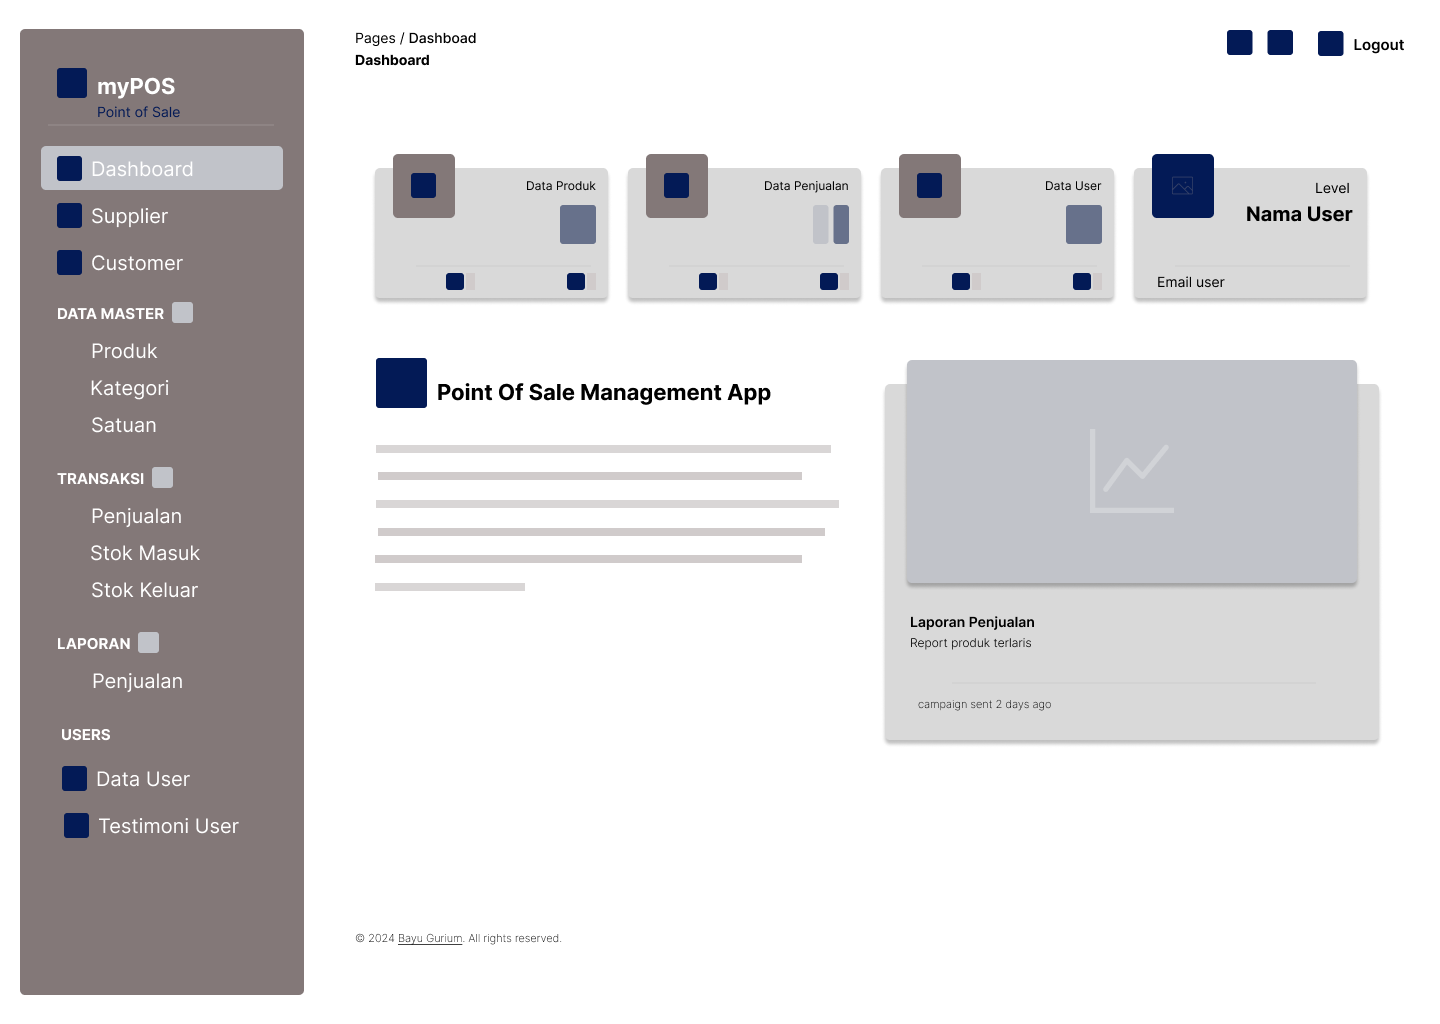 myPOS
Point of Sale
Dashboard
Supplier
Customer
DATA MASTER
Produk
Kategori
Satuan
TRANSAKSI
Penjualan
Stok Masuk
Stok Keluar
LAPORAN
Penjualan
USERS
Data User
Testimoni User
Pages / Dashboad
Dashboard
Logout
Data Produk
Data Penjualan
Data User
Level
Nama User
Email user
Point Of Sale Management App
Laporan Penjualan
Report produk terlaris
campaign sent 2 days ago
© 2024 Bayu Gurium. All rights reserved.